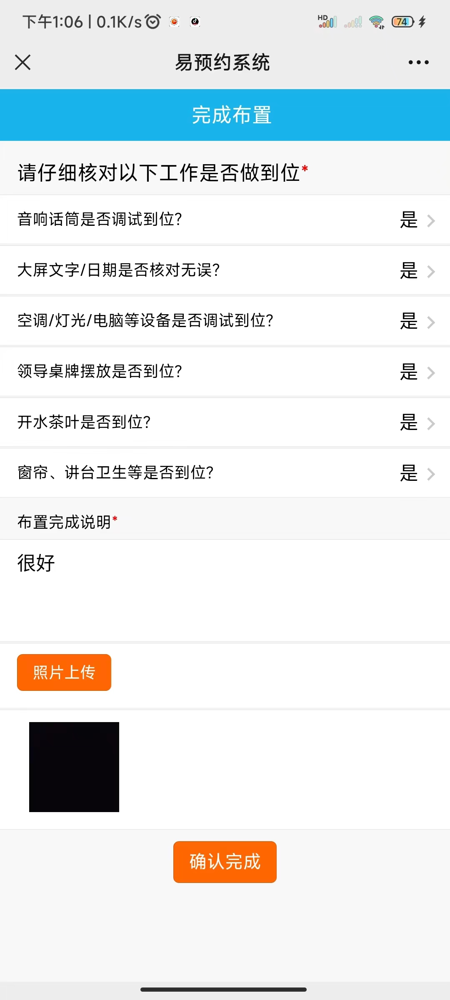 下午1:06 | 0.1K/s
HD
74
易预约系统
完成布置
请仔细核对以下工作是否做到位*
音响话筒是否调试到位? 是
大屏文字/日期是否核对无误? 是
空调/灯光/电脑等设备是否调试到位? 是
领导桌牌摆放是否到位? 是
开水茶叶是否到位? 是
窗帘、讲台卫生等是否到位? 是
布置完成说明*
很好
照片上传
确认完成